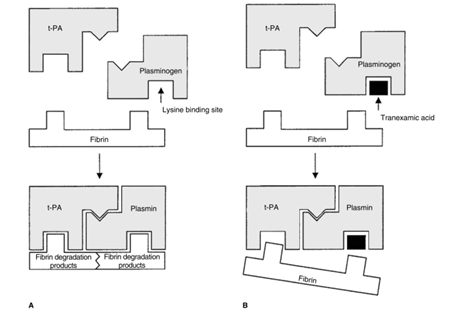 t-PA
Plasminogen
Lysine binding site
Fibrin
t-PA
Plasmin
Fibrin degradation
products
Fibrin degradation
products
A
t-PA
Plasminogen
Tranexamic acid
Fibrin
t-PA
Plasmin
Fibrin
B